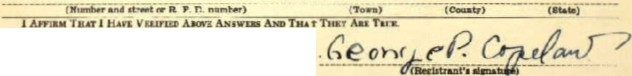 (Number and street or R. F. D. number) (Town) (County) (State)
I AFFIRM THAT I HAVE VERIFIED ABOVE ANSWERS AND THAT THEY ARE TRUE.
George P. Copeland
(Registrant's signature)